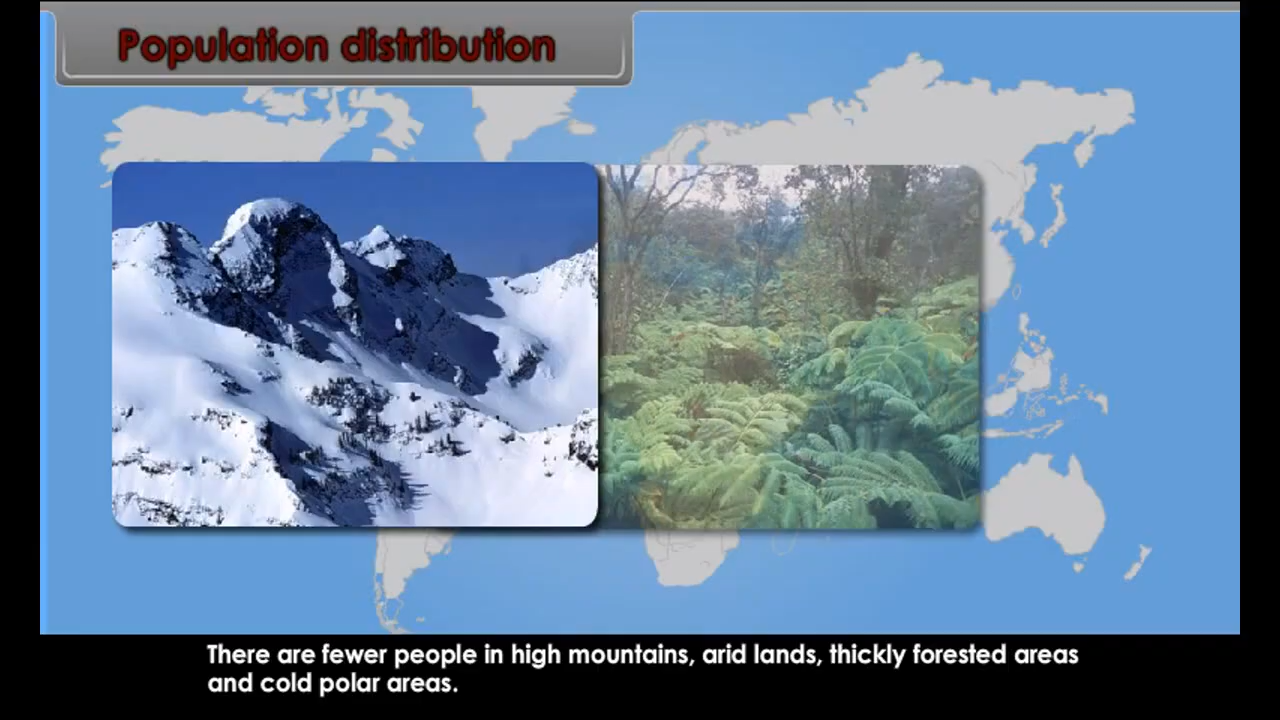 Population distribution
There are fewer people in high mountains, arid lands, thickly forested areas
and cold polar areas.